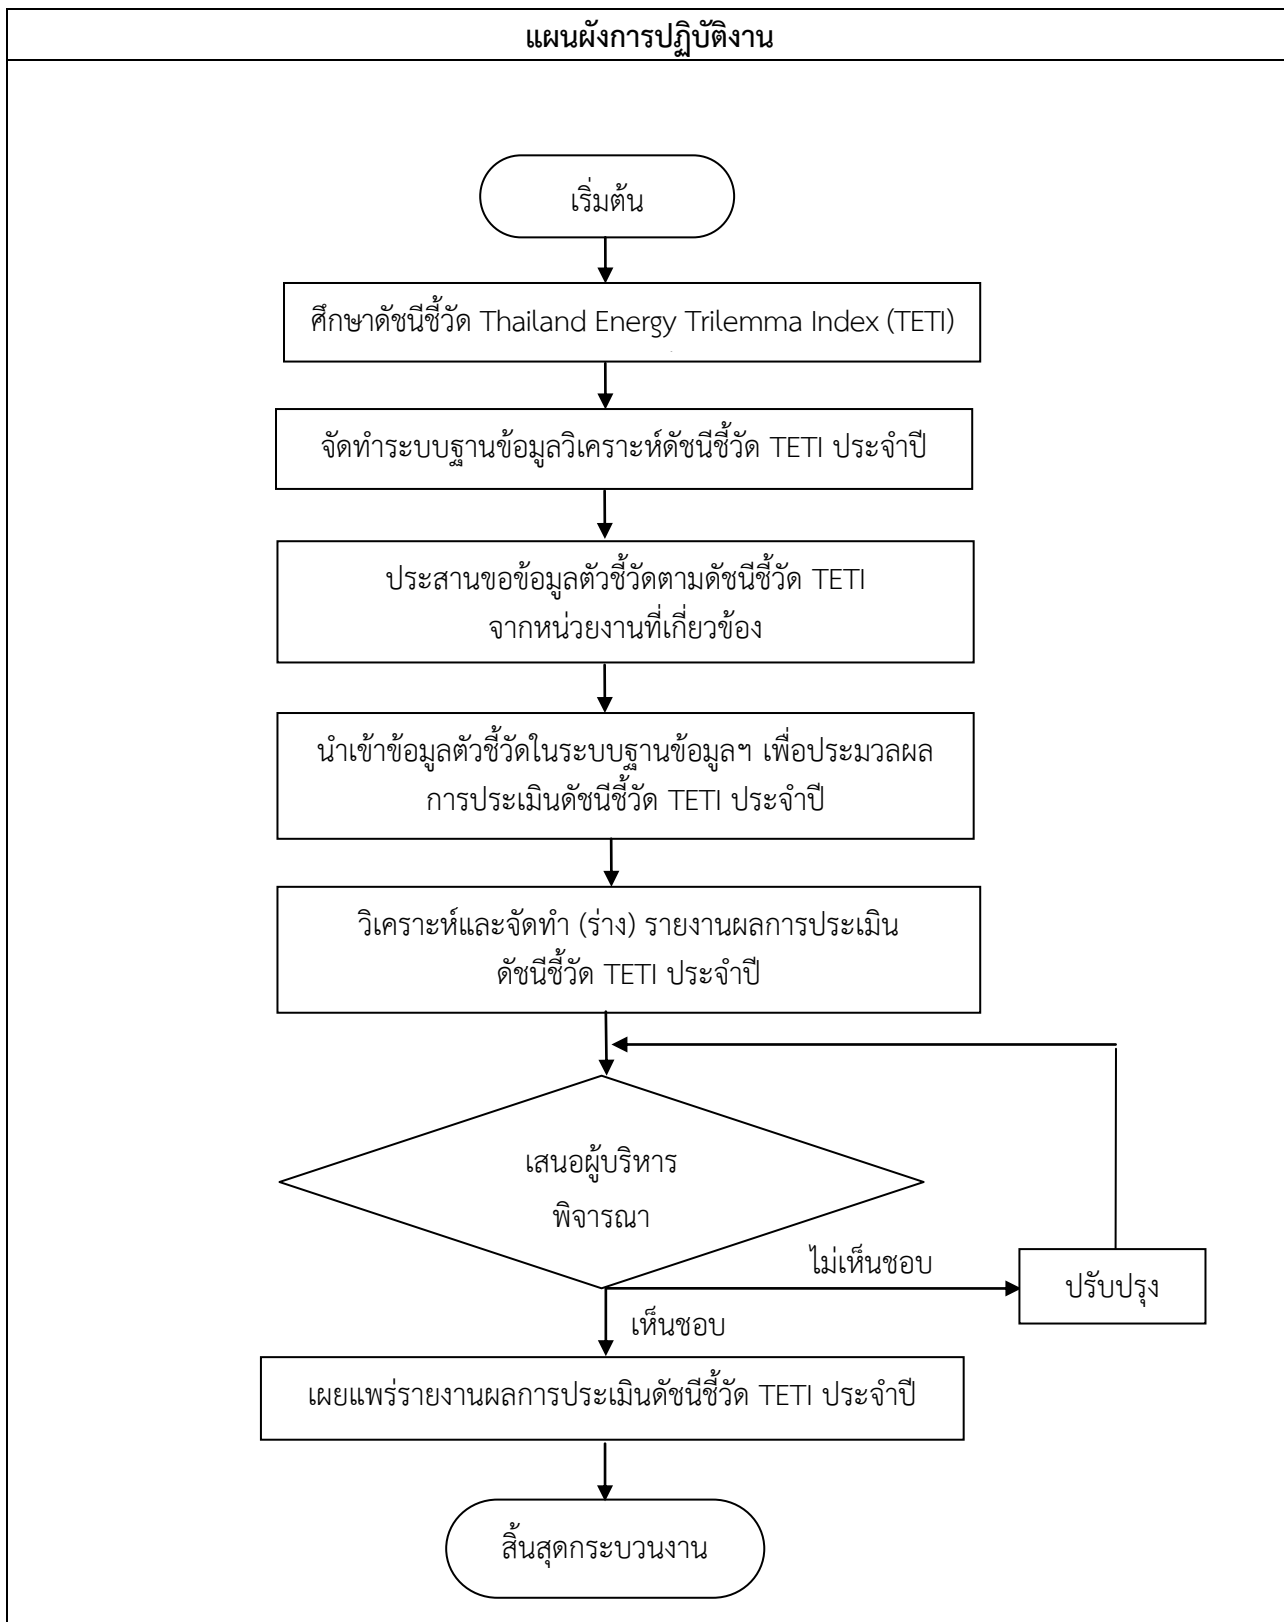 แผนผังการปฏิบัติงาน
เริ่มต้น
ศึกษาดัชนีชี้วัด Thailand Energy Trilemma Index (TETI)
จัดทำระบบฐานข้อมูลวิเคราะห์ดัชนีชี้วัด TETI ประจำปี
ประสานขอข้อมูลตัวชี้วัดตามดัชนีชี้วัด TETI
จากหน่วยงานที่เกี่ยวข้อง
นำเข้าข้อมูลตัวชี้วัดในระบบฐานข้อมูลฯ เพื่อประมวลผล
การประเมินดัชนีชี้วัด TETI ประจำปี
วิเคราะห์และจัดทำ (ร่าง) รายงานผลการประเมิน
ดัชนีชี้วัด TETI ประจำปี
เสนอผู้บริหาร
พิจารณา
ไม่เห็นชอบ
ปรับปรุง
เห็นชอบ
เผยแพร่รายงานผลการประเมินดัชนีชี้วัด TETI ประจำปี
สิ้นสุดกระบวนงาน